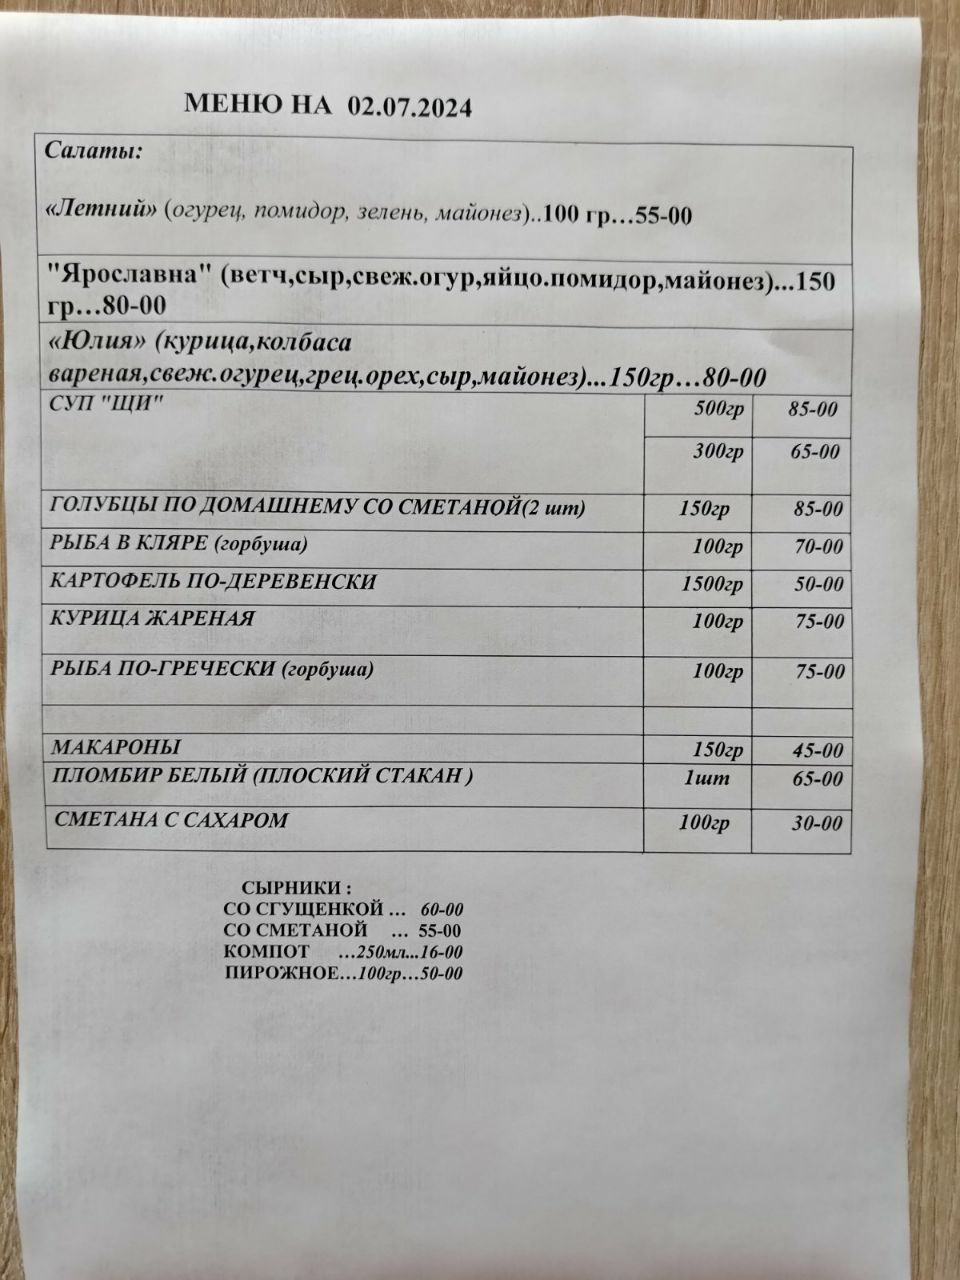 МЕНЮ НА 02.07.2024
Салаты:
«Летний» (огурец, помидор, зелень, майонез)..100 гр…55-00
"Ярославна" (ветч,сыр,свеж.огур,яйцо.помидор,майонез)...150
гр…80-00
«Юлия» (курица,колбаса
вареная,свеж.огурец,грец.орех,сыр,майонез)...150гр…80-00
СУП "ЩИ" 500гр 85-00
300гр 65-00
ГОЛУБЦЫ ПО ДОМАШНЕМУ СО СМЕТАНОЙ(2 шт) 150гр 85-00
РЫБА В КЛЯРЕ (горбуша) 100гр 70-00
КАРТОФЕЛЬ ПО-ДЕРЕВЕНСКИ 1500гр 50-00
КУРИЦА ЖАРЕНАЯ 100гр 75-00
РЫБА ПО-ГРЕЧЕСКИ (горбуша) 100гр 75-00
МАКАРОНЫ 150гр 45-00
ПЛОМБИР БЕЛЫЙ (ПЛОСКИЙ СТАКАН ) 1шт 65-00
СМЕТАНА С САХАРОМ 100гр 30-00
СЫРНИКИ :
СО СГУЩЕНКОЙ … 60-00
СО СМЕТАНОЙ … 55-00
КОМПОТ …250мл...16-00
ПИРОЖНОЕ…100гр…50-00